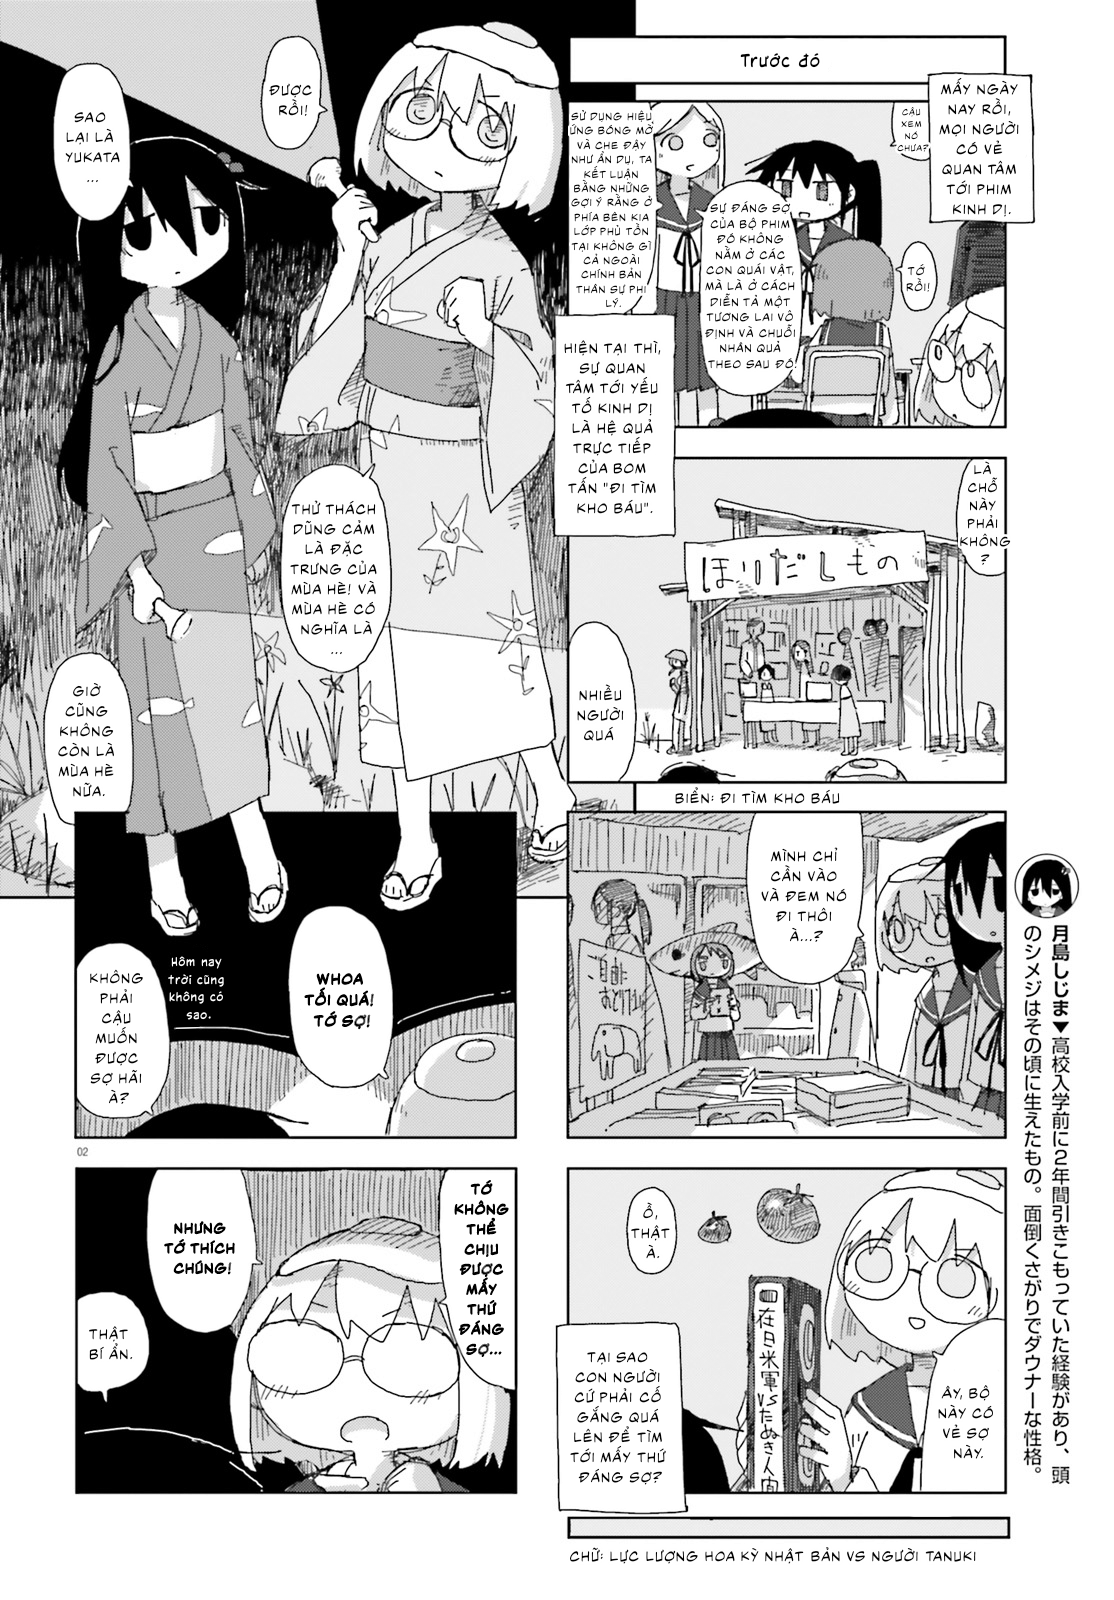 Trước đó
MẤY NGÀY
NAY RỒI,
MỌI NGƯỜI
CÓ VẺ
QUAN TÂM
TỚI PHIM
KINH DỊ.
CẬU
XEM
NÓ
CHƯA?
TỚ
RỒI!
SỰ ĐÁNG SỢ
CỦA BỘ PHIM
ĐÓ KHÔNG
NẰM Ở CÁC
CON QUÁI VẬT,
MÀ LÀ Ở CÁCH
DIỄN TẢ MỘT
TƯƠNG LAI VÔ
ĐỊNH VÀ CHUỖI
NHÂN QUẢ
THEO SAU ĐÓ!
SỬ DỤNG HIỆU
ỨNG BÓNG MỜ
VÀ CHE ĐẬY
NHƯ ẨN DỤ, TA
KẾT LUẬN
BẰNG NHỮNG
GỢI Ý RẰNG Ở
PHÍA BÊN KIA
LỚP PHỦ TỒN
TẠI KHÔNG GÌ
CẢ NGOÀI
CHÍNH BẢN
THÂN SỰ PHI
LÝ.
HIỆN TẠI THÌ,
SỰ QUAN
TÂM TỚI YẾU
TỐ KINH DỊ
LÀ HỆ QUẢ
TRỰC TIẾP
CỦA BOM
TẤN "ĐI TÌM
KHO BÁU".
LÀ
CHỖ
NÀY
PHẢI
KHÔNG
?
ほりだしもの
NHIỀU
NGƯỜI
QUÁ
BIỂN: ĐI TÌM KHO BÁU
MÌNH CHỈ
CẦN VÀO
VÀ ĐEM NÓ
ĐI THÔI
À...?
Ồ,
THẬT
À.
在日米軍VSたぬき人間
ÂY, BỘ
NÀY CÓ
VẺ SỢ
NÀY.
TẠI SAO
CON NGƯỜI
CỨ PHẢI CỐ
GẮNG QUÁ
LÊN ĐỂ TÌM
TỚI MẤY THỨ
ĐÁNG SỢ?
CHỮ: LỰC LƯỢNG HOA KỲ NHẬT BẢN VS NGƯỜI TANUKI
月島しじま▼高校入学前に2年間引きこもっていた経験があり、頭
のシメジはその頃に生えたもの。面倒くさがりでダウナーな性格。
ĐƯỢC
RỒI!
SAO
LẠI LÀ
YUKATA
...
THỬ THÁCH
DŨNG CẢM
LÀ ĐẶC
TRƯNG CỦA
MÙA HÈ! VÀ
MÙA HÈ CÓ
NGHĨA LÀ
...
GIỜ
CŨNG
KHÔNG
CÒN LÀ
MÙA HÈ
NỮA.
WHOA
TỐI QUÁ!
TỚ SỢ!
Hôm nay
trời cũng
không có
sao.
KHÔNG
PHẢI
CẬU
MUỐN
ĐƯỢC
SỢ HÃI
À?
02
TỚ
KHÔNG
THỂ
CHỊU
ĐƯỢC
MẤY
THỨ
ĐÁNG
SỢ...
NHƯNG
TỚ THÍCH
CHÚNG!
THẬT
BÍ ẨN.